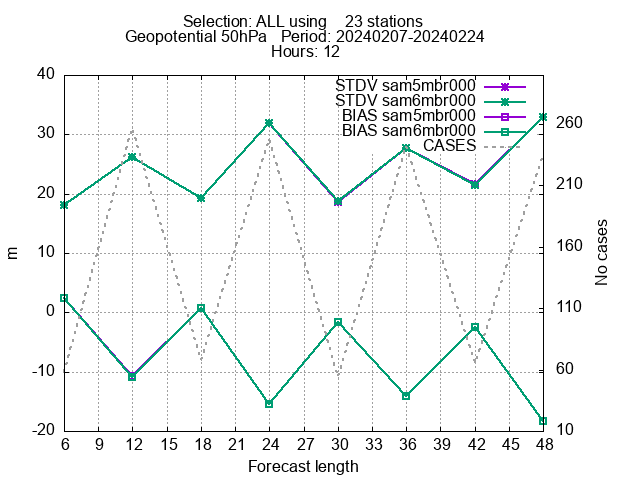 Selection: ALL using    23 stations
Geopotential 50hPa   Period: 20240207-20240224
Hours: 12
STDV sam5mbr000
STDV sam6mbr000
BIAS sam5mbr000
BIAS sam6mbr000
CASES
40
30
20
10
0
-10
-20
m
260
210
160
110
60
10
No cases
6 9 12 15 18 21 24 27 30 33 36 39 42 45 48
Forecast length